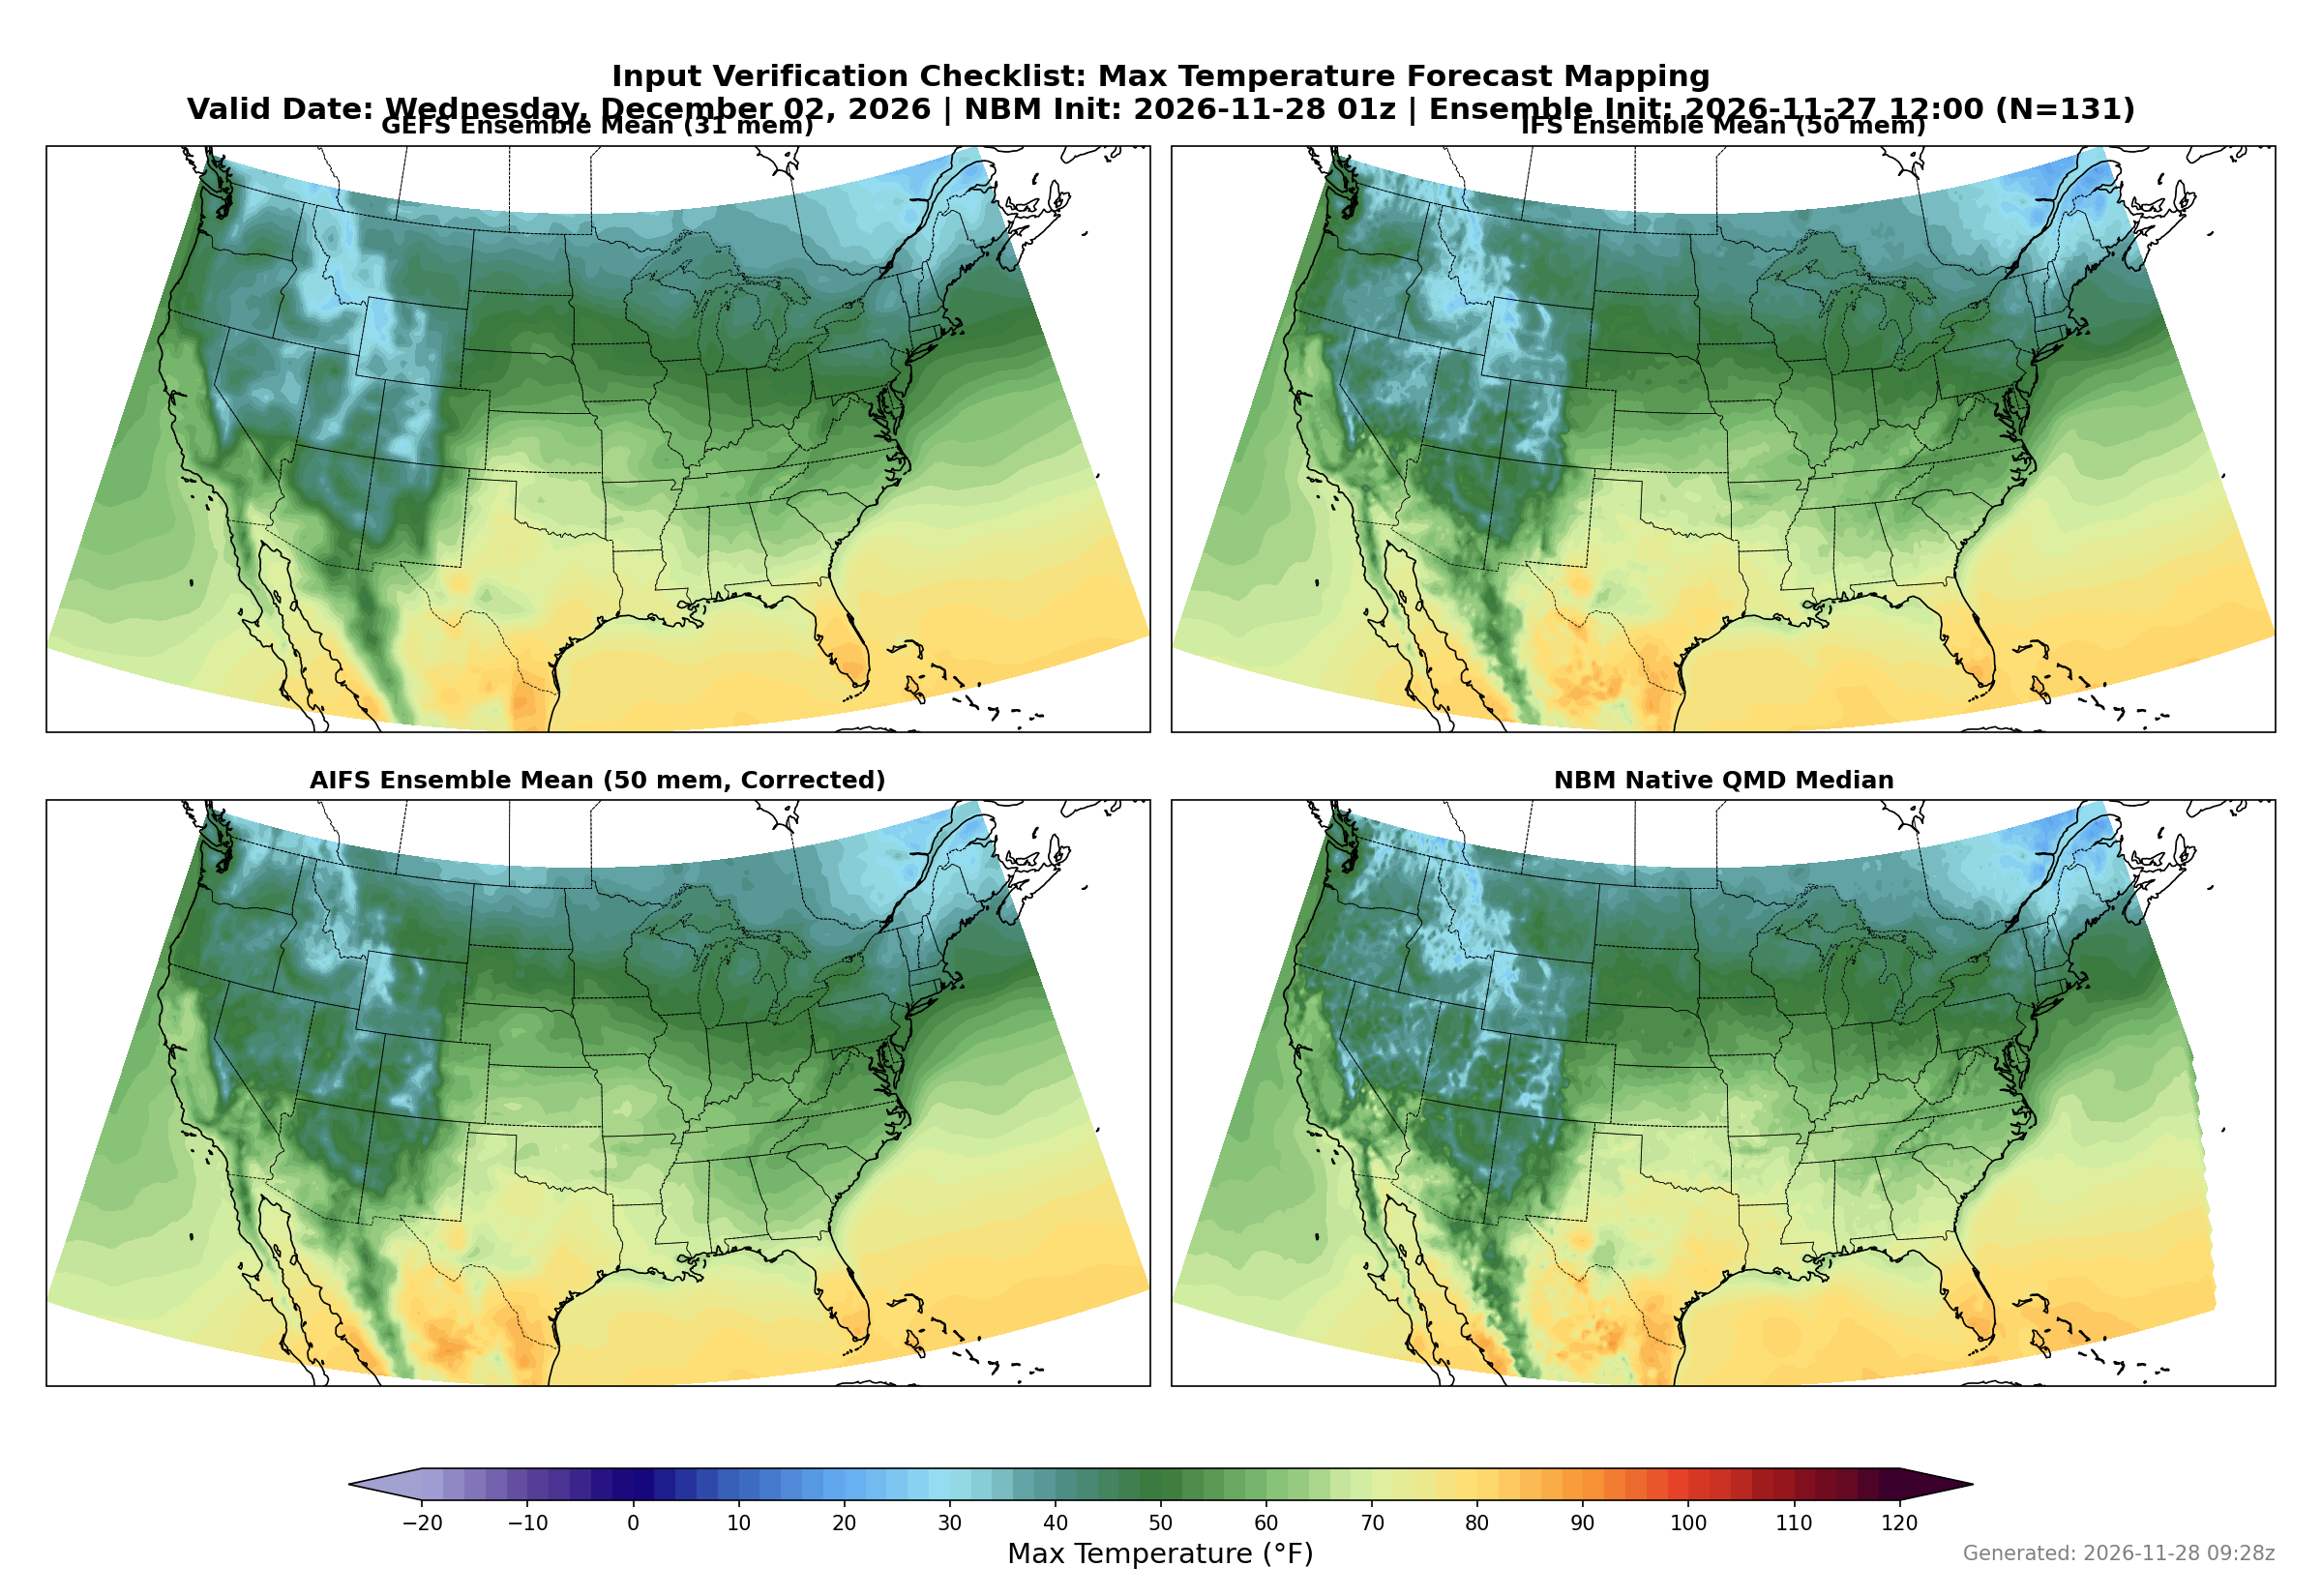 Input Verification Checklist: Max Temperature Forecast Mapping
Valid Date: Wednesday, December 02, 2026 | NBM Init: 2026-11-28 01z | Ensemble Init: 2026-11-27 12:00 (N=131)
GEFS Ensemble Mean (31 mem)
IFS Ensemble Mean (50 mem)
AIFS Ensemble Mean (50 mem, Corrected)
NBM Native QMD Median
−20 −10 0 10 20 30 40 50 60 70 80 90 100 110 120
Max Temperature (°F)
Generated: 2026-11-28 09:28z